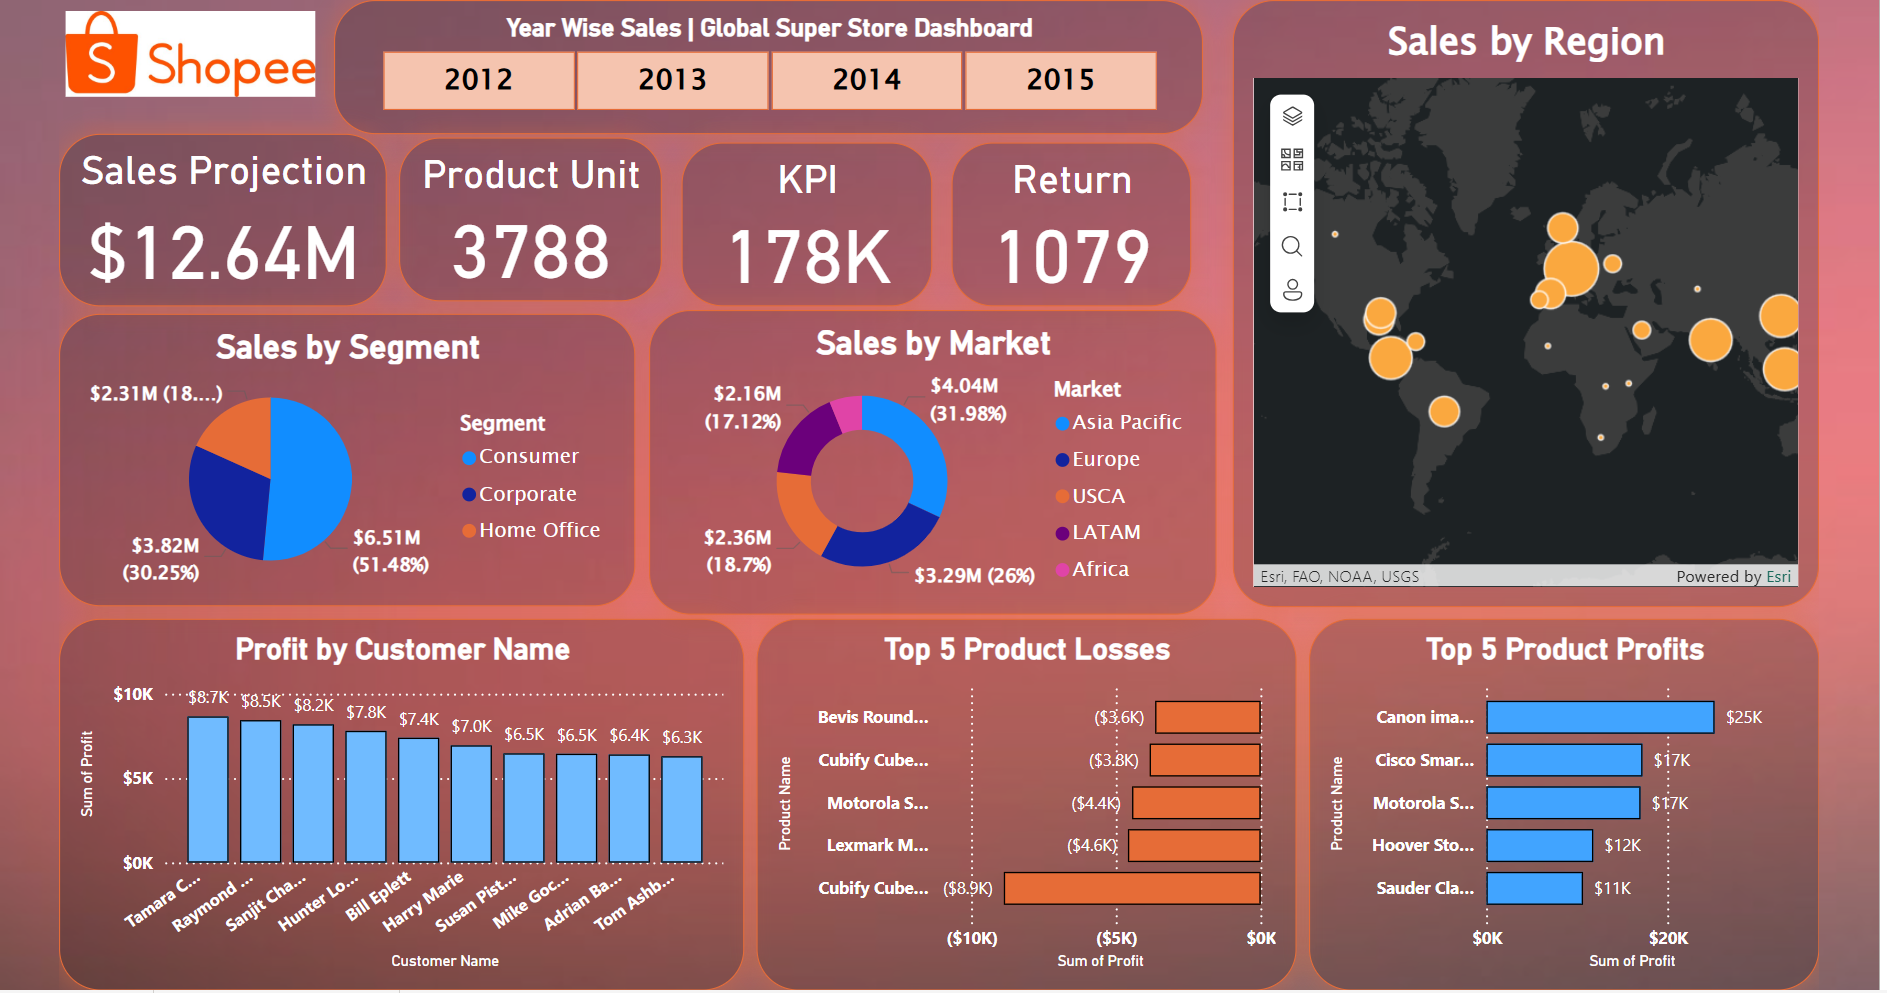 S Shopee
Year Wise Sales | Global Super Store Dashboard
2012 2013 2014 2015
Sales Projection
$12.64M
Product Unit
3788
KPI
178K
Return
1079
Sales by Region
Esri, FAO, NOAA, USGS Powered by Esri
Sales by Segment
$2.31M (18....)
$3.82M
(30.25%)
$6.51M
(51.48%)
Segment
Consumer
Corporate
Home Office
Sales by Market
$2.16M
(17.12%)
$4.04M
(31.98%)
$2.36M
(18.7%)
$3.29M (26%)
Market
Asia Pacific
Europe
USCA
LATAM
Africa
Profit by Customer Name
Sum of Profit
$10K
$5K
$0K
$8.7K $8.5K $8.2K $7.8K $7.4K $7.0K $6.5K $6.5K $6.4K $6.3K
Tamara C...
Raymond ...
Sanjit Cha...
Hunter Lo...
Bill Eplett
Harry Marie
Susan Pist...
Mike Goc...
Adrian Ba...
Tom Ashb...
Customer Name
Top 5 Product Losses
Product Name
Bevis Round... ($3.6K)
Cubify Cube... ($3.8K)
Motorola S... ($4.4K)
Lexmark M... ($4.6K)
Cubify Cube... ($8.9K)
($10K) ($5K) $0K
Sum of Profit
Top 5 Product Profits
Product Name
Canon ima... $25K
Cisco Smar... $17K
Motorola S... $17K
Hoover Sto... $12K
Sauder Cla... $11K
$0K $20K
Sum of Profit